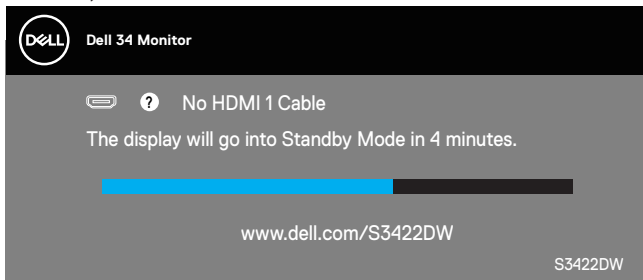 DELL
Dell 34 Monitor
? No HDMI 1 Cable
The display will go into Standby Mode in 4 minutes.
www.dell.com/S3422DW
S3422DW